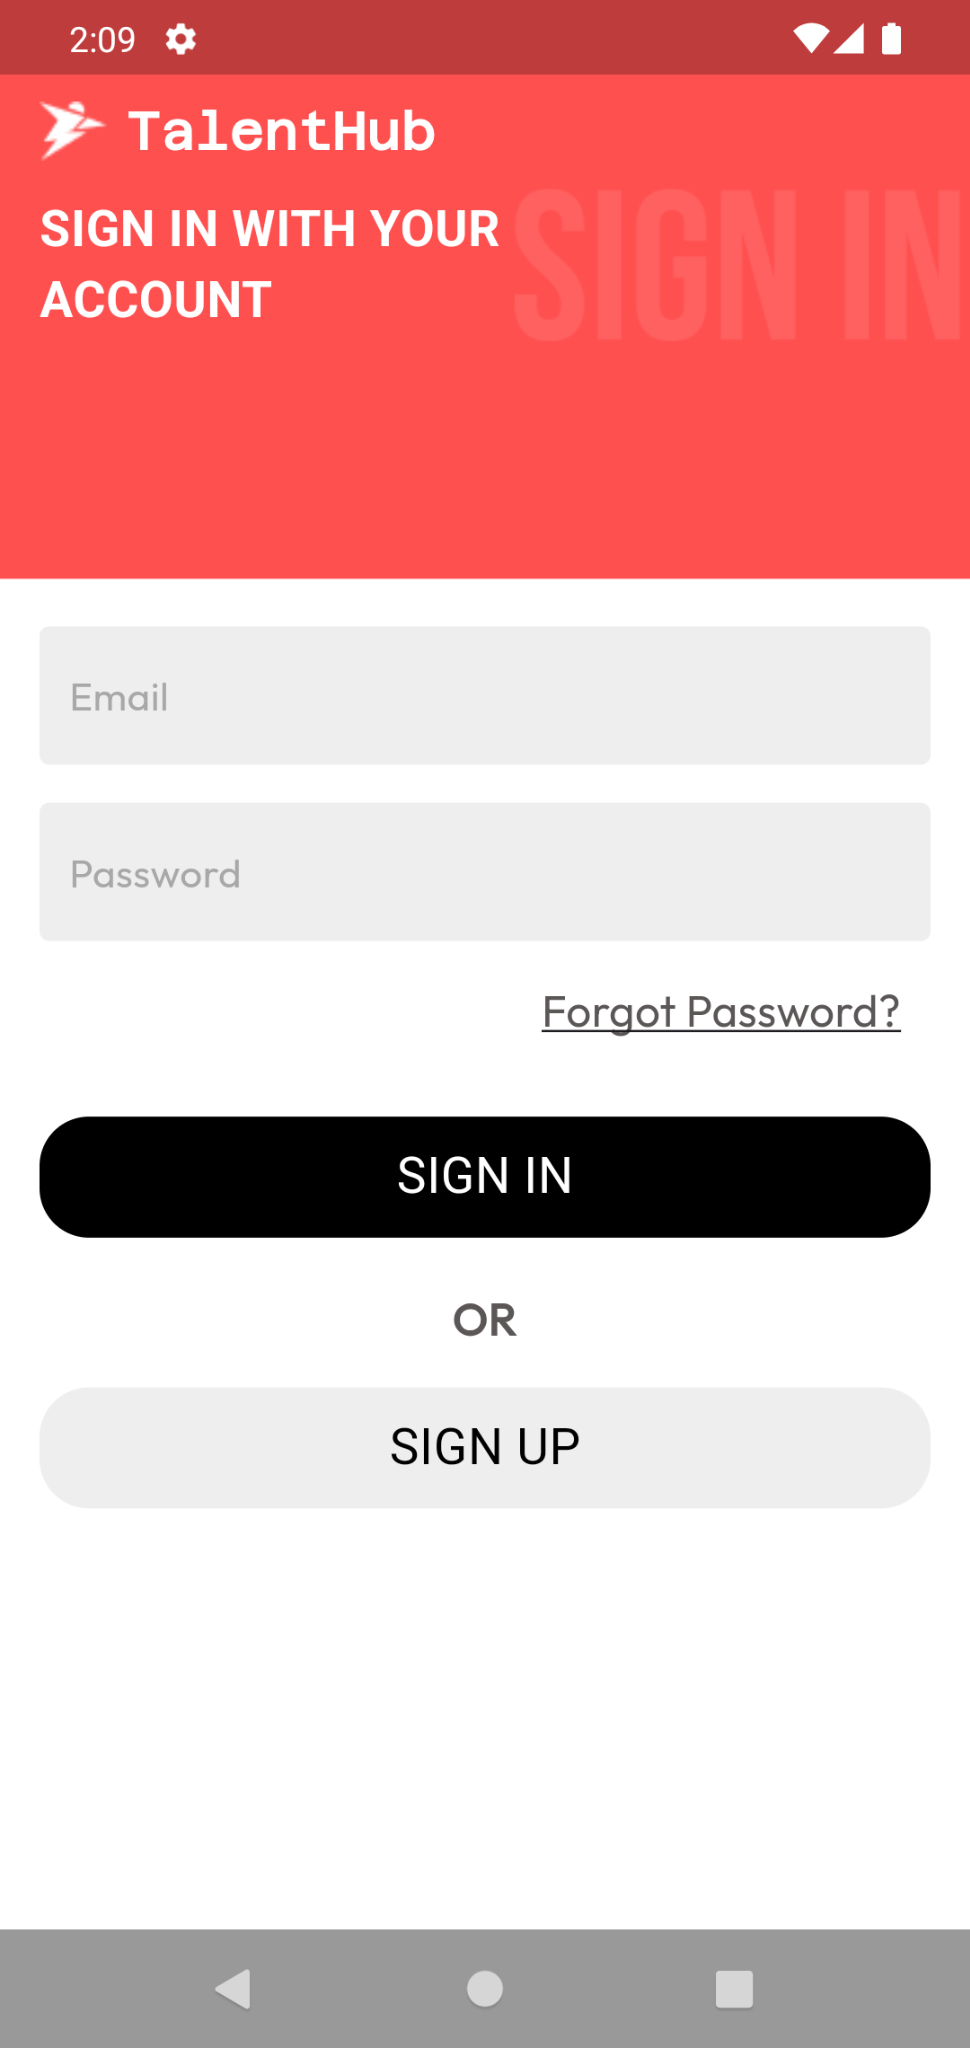 2:09
TalentHub
SIGN IN WITH YOUR
ACCOUNT
SIGN IN
Email
Password
Forgot Password?
SIGN IN
OR
SIGN UP